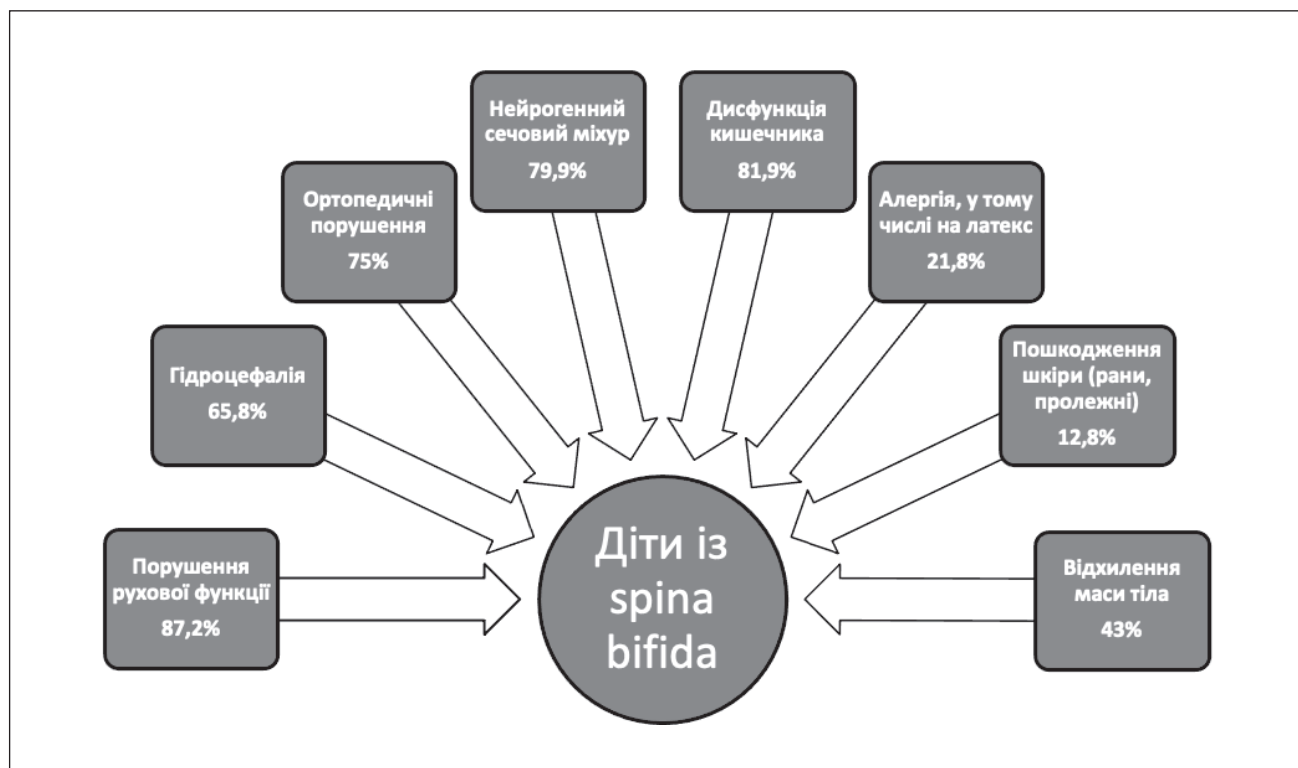 Нейрогенний
сечовий міхур
79,9%
Дисфункція
кишечника
81,9%
Ортопедичні
порушення
75%
Алергія, у тому
числі на латекс
21,8%
Гідроцефалія
65,8%
Пошкодження
шкіри (рани,
пролежні)
12,8%
Порушення
рухової функції
87,2%
Діти із
spina
bifida
Відхилення
маси тіла
43%